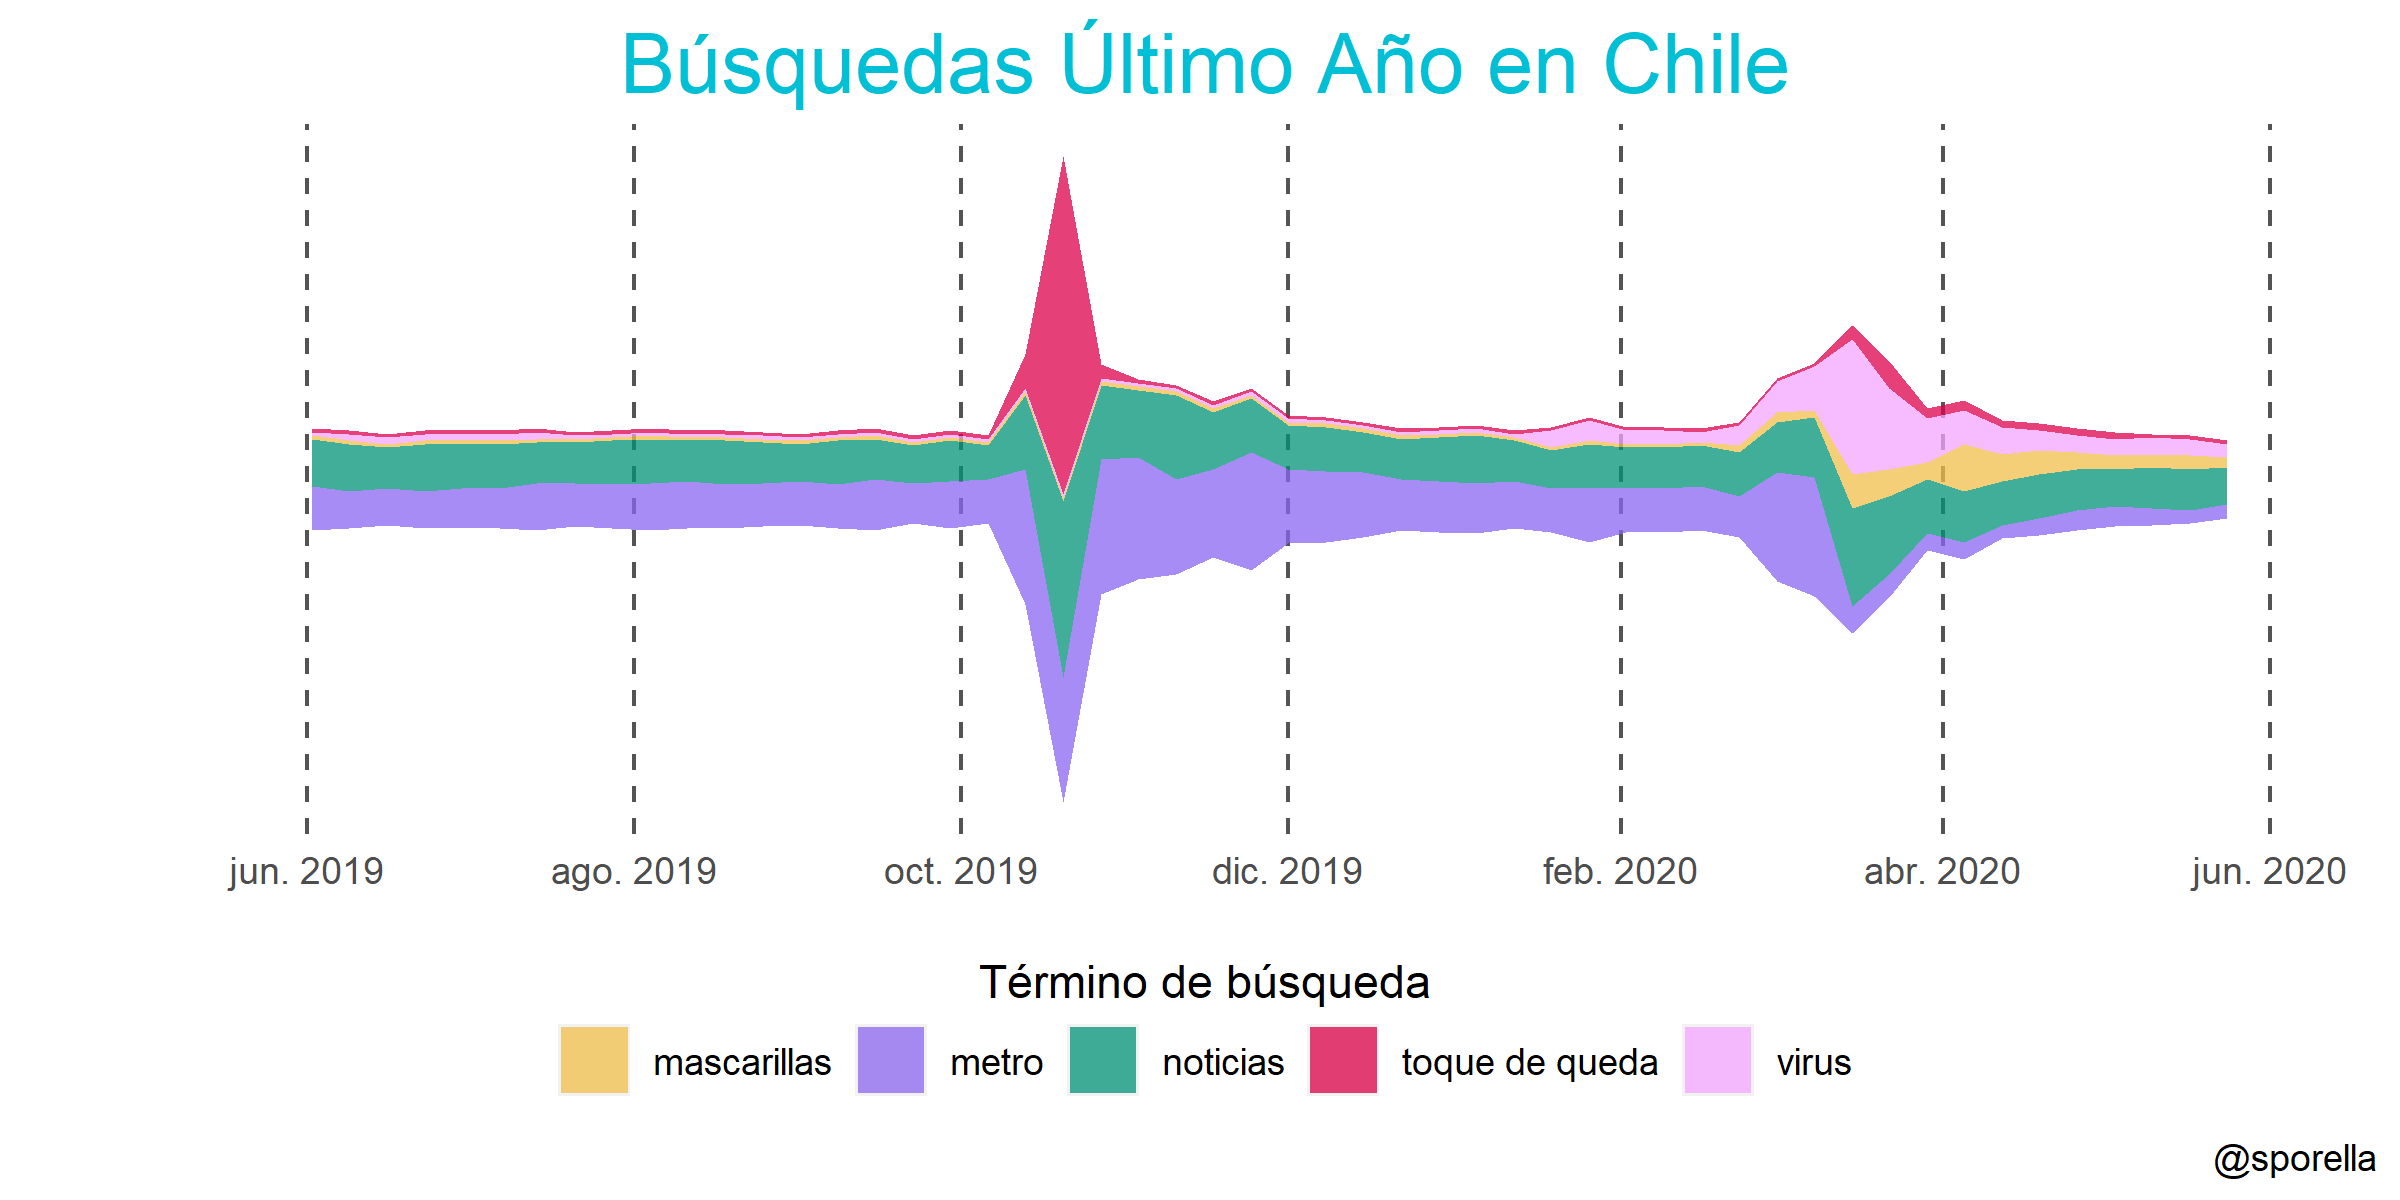 Búsquedas Último Año en Chile
jun. 2019 ago. 2019 oct. 2019 dic. 2019 feb. 2020 abr. 2020 jun. 2020
Término de búsqueda
mascarillas metro noticias toque de queda virus
@sporella